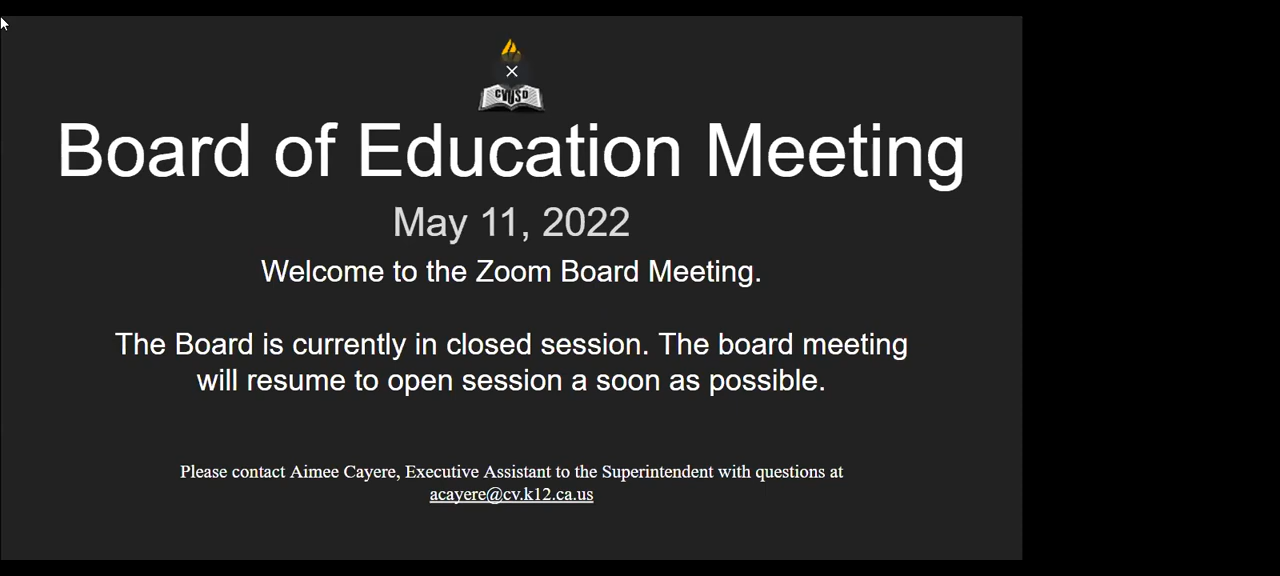 CVUSD
Board of Education Meeting
May 11, 2022
Welcome to the Zoom Board Meeting.
The Board is currently in closed session. The board meeting
will resume to open session a soon as possible.
Please contact Aimee Cayere, Executive Assistant to the Superintendent with questions at
acayere@cv.k12.ca.us